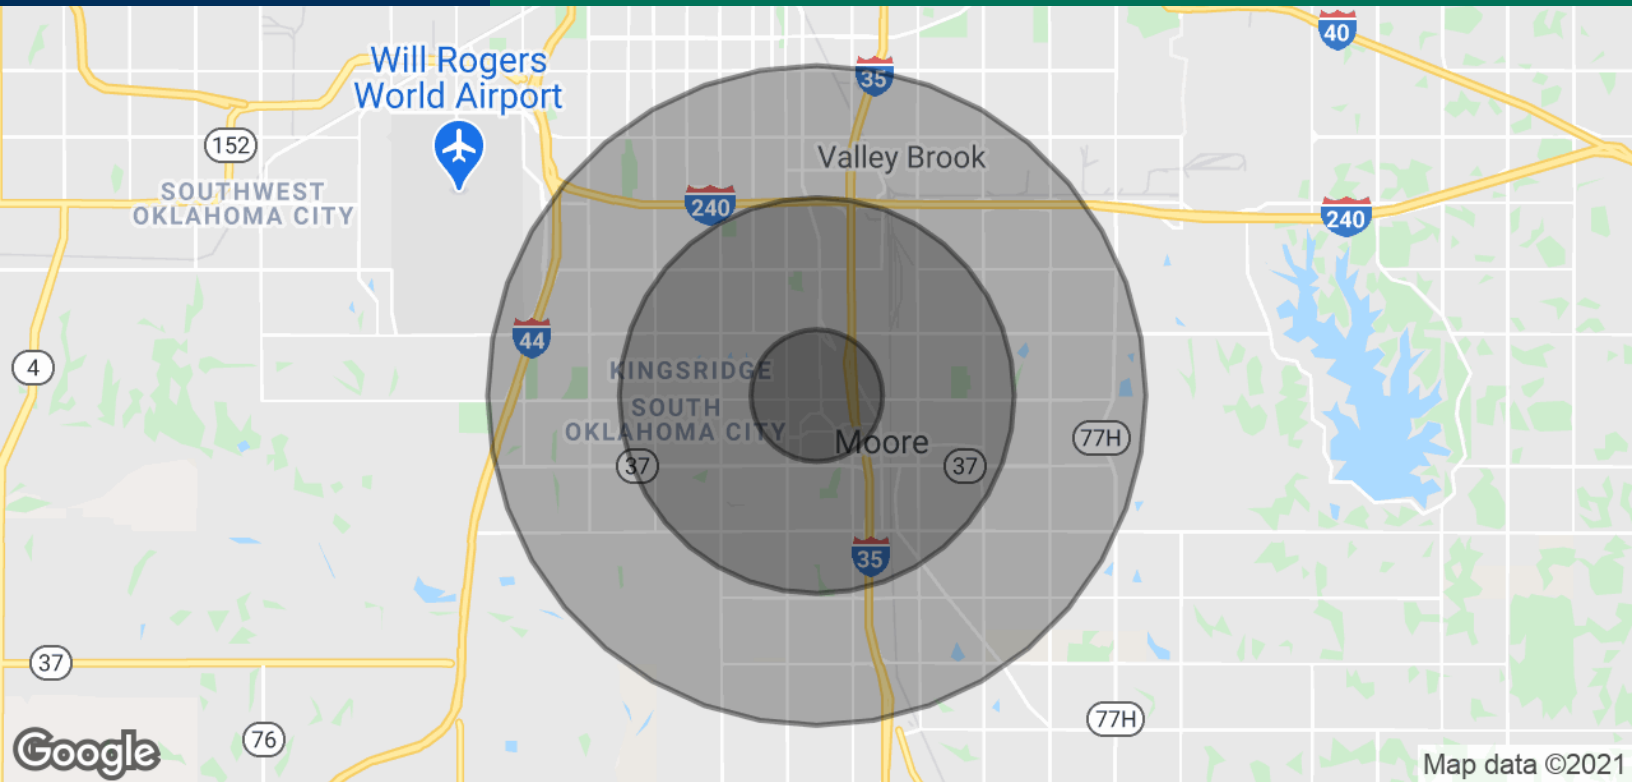 40
Will Rogers
World Airport
35
152
Valley Brook
SOUTHWEST
OKLAHOMA CITY
240
240
44
4
KINGSRIDGE
SOUTH
OKLAHOMA CITY
Moore
77H
37
37
35
37
77H
76
Google
Map data ©2021